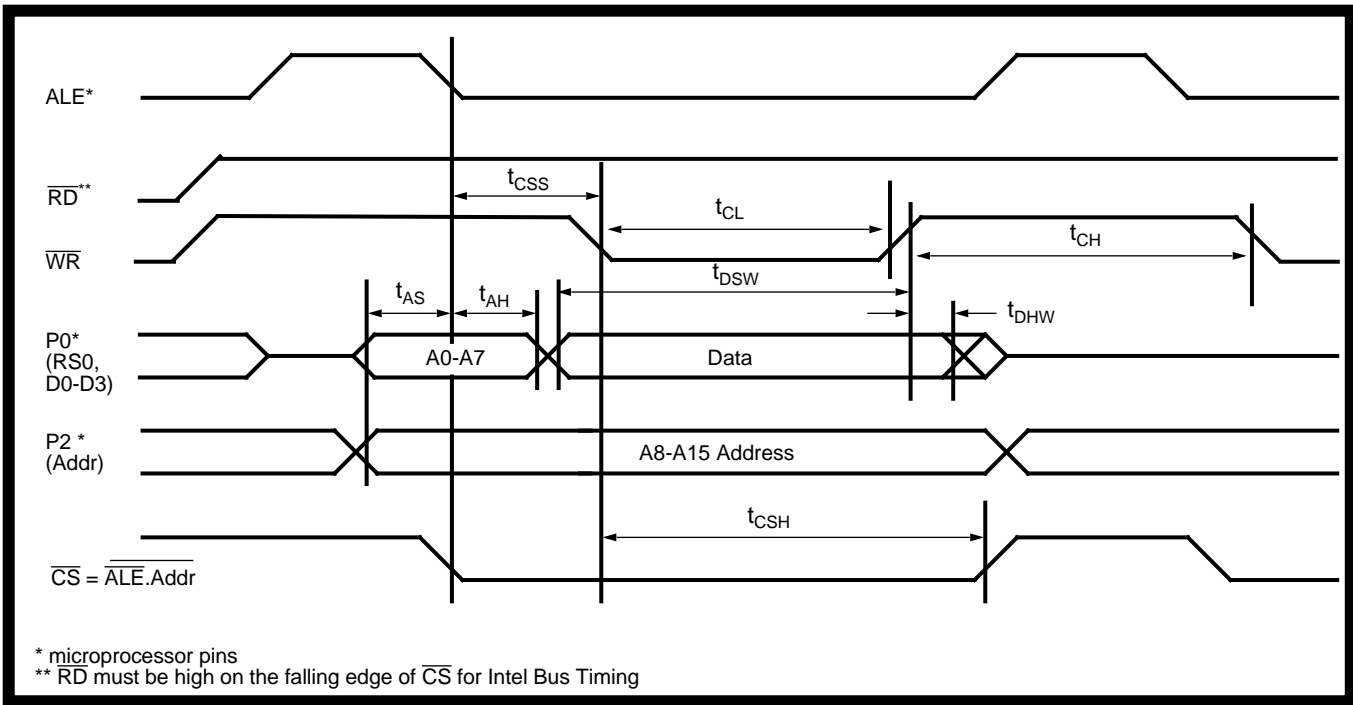 ALE*
RD**
tCSS
tCL
WR
tCH
tDSW
tAS
tAH
tDHW
P0*
(RS0,
D0-D3)
A0-A7
Data
P2 *
(Addr)
A8-A15 Address
tCSH
CS = ALE.Addr
* microprocessor pins
** RD must be high on the falling edge of CS for Intel Bus Timing